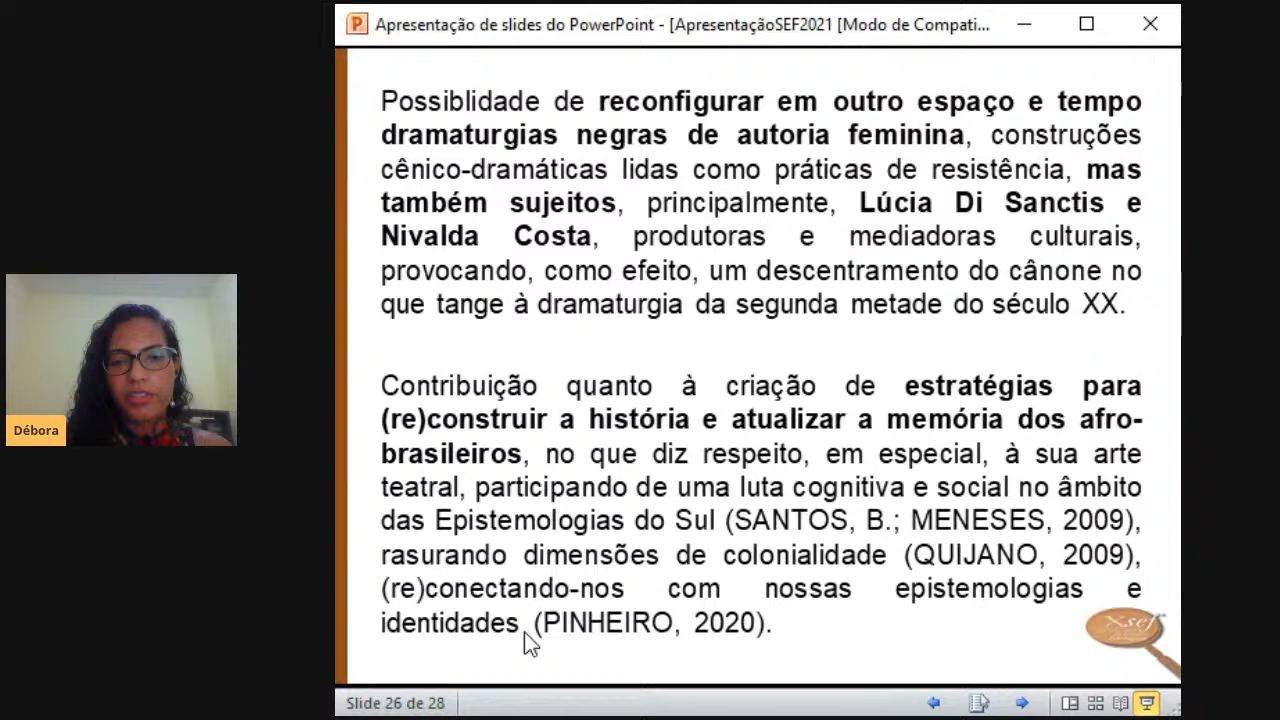 Apresentação de slides do PowerPoint - [ApresentaçãoSEF2021 [Modo de Compati...
Possiblidade de reconfigurar em outro espaço e tempo
dramaturgias negras de autoria feminina, construções
cênico-dramáticas lidas como práticas de resistência, mas
também sujeitos, principalmente, Lúcia Di Sanctis e
Nivalda Costa, produtoras e mediadoras culturais,
provocando, como efeito, um descentramento do cânone no
que tange à dramaturgia da segunda metade do século XX.
Contribuição quanto à criação de estratégias para
(re)construir a história e atualizar a memória dos afro-
brasileiros, no que diz respeito, em especial, à sua arte
teatral, participando de uma luta cognitiva e social no âmbito
das Epistemologias do Sul (SANTOS, B.; MENESES, 2009),
rasurando dimensões de colonialidade (QUIJANO, 2009),
(re)conectando-nos com nossas epistemologias e
identidades (PINHEIRO, 2020).
Débora
Xsef
Slide 26 de 28